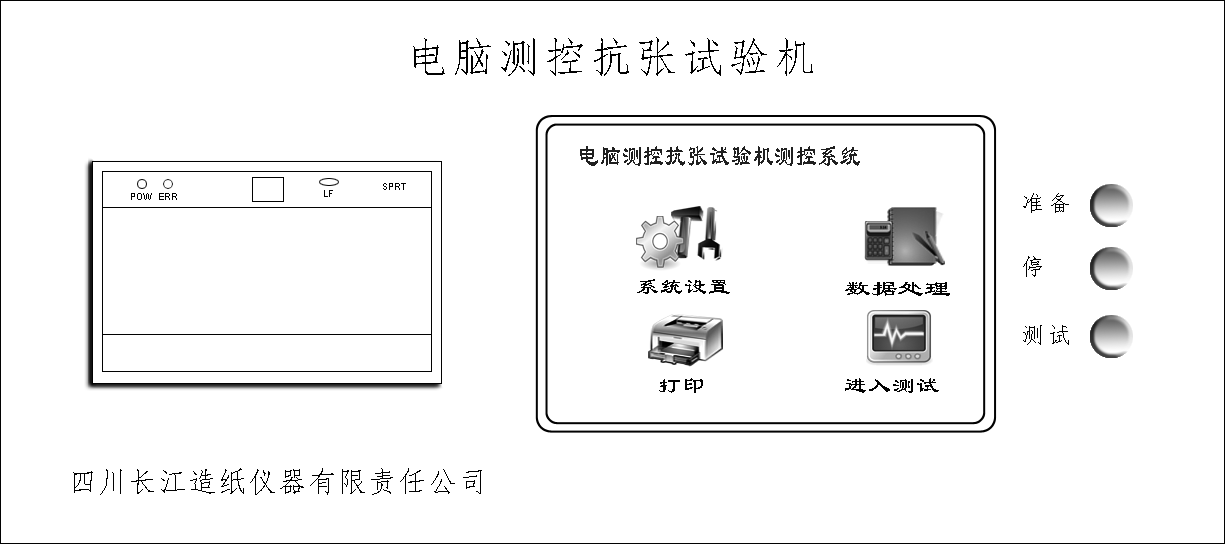 电脑测控抗张试验机
POW ERR
LF
SPRT
电脑测控抗张试验机测控系统
系统设置
数据处理
打印
进入测试
准备
停
测试
四川长江造纸仪器有限责任公司